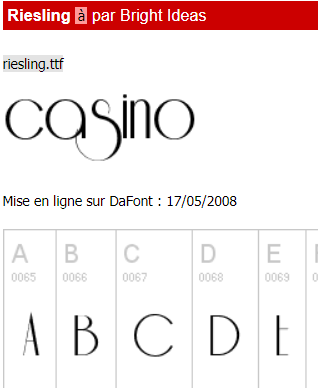 Riesling à par Bright Ideas
riesling.ttf
casino
Mise en ligne sur DaFont : 17/05/2008
A B C D E
0065 0066 0067 0068 0069
A B C D E